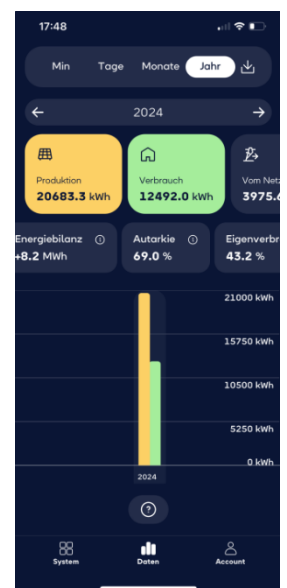 17:48
Min Tage Monate Jahr
2024
Produktion
20683.3 kWh
Verbrauch
12492.0 kWh
Vom
3975.
Energiebilanz
+8.2 MWh
Autarkie
69.0 %
43.2 %
21000 kWh
15750 kWh
10500 kWh
5250 kWh
0 kWh
2024
System Daten Account